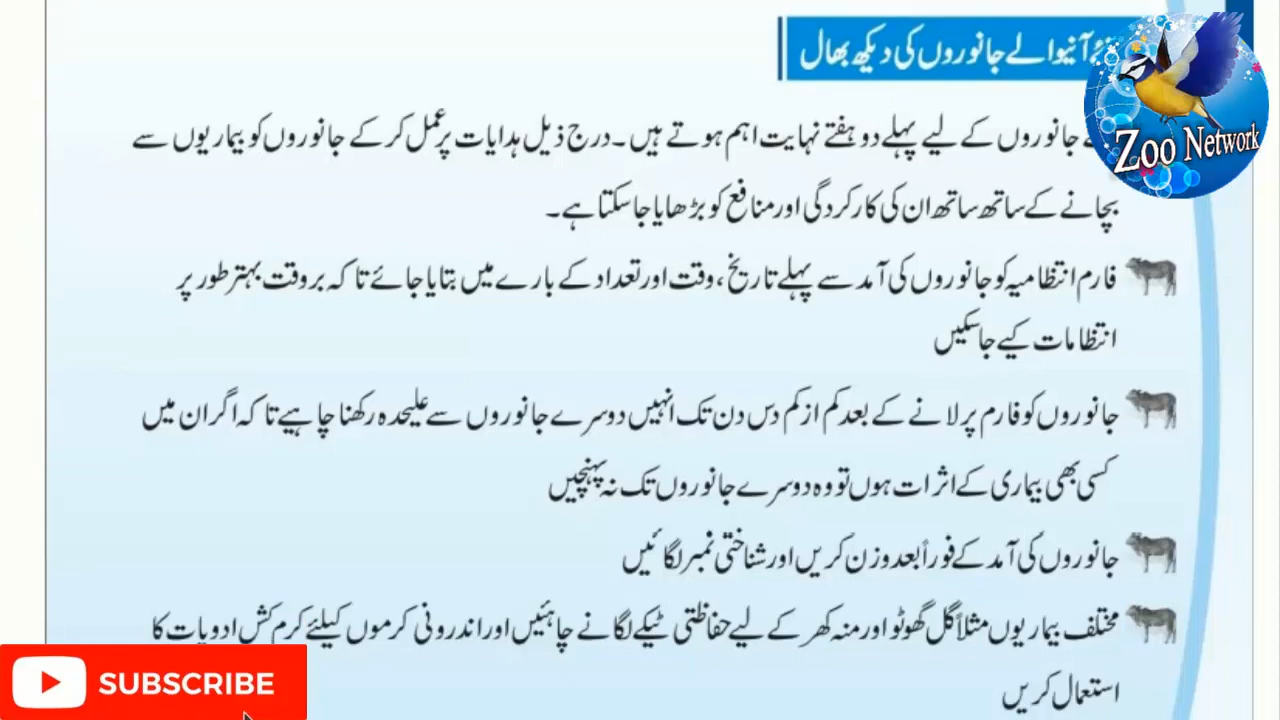 آنیوالے جانوروں کی دیکھ بھال
Zoo Network
جانوروں کے لیے پہلے دو ہفتے نہایت اہم ہوتے ہیں۔ درج ذیل ہدایات پر عمل کر کے جانوروں کو بیماریوں سے
بچانے کے ساتھ ساتھ ان کی کارکردگی اور منافع کو بڑھایا جا سکتا ہے۔
فارم انتظامیہ کو جانوروں کی آمد سے پہلے تاریخ، وقت اور تعداد کے بارے میں بتایا جائے تا کہ بروقت بہتر طور پر
انتظامات کیے جا سکیں
جانوروں کو فارم پر لانے کے بعد کم از کم دس دن تک انہیں دوسرے جانوروں سے علیحدہ رکھنا چاہیے تا کہ اگر ان میں
کسی بھی بیماری کے اثرات ہوں تو وہ دوسرے جانوروں تک نہ پہنچیں
جانوروں کی آمد کے فوراً بعد وزن کریں اور شناختی نمبر لگائیں
مختلف بیماریوں مثلاً گل گھوٹو اور منہ کھر کے لیے حفاظتی ٹیکے لگانے چاہئیں اور اندرونی کرموں کیلئے کرم کش ادویات کا
استعمال کریں
SUBSCRIBE